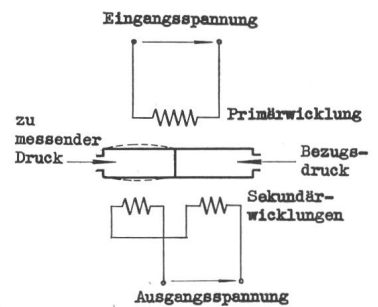 Eingangsspannung
Primärwicklung
zu
messender
Druck
Bezugs-
druck
Sekundär-
wicklungen
Ausgangsspannung